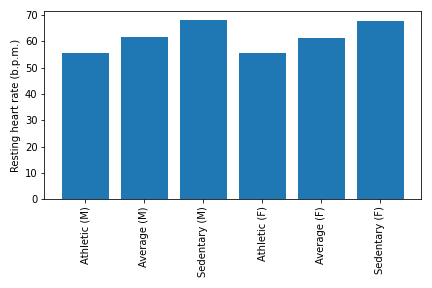 Resting heart rate (b.p.m.)
70
60
50
40
30
20
10
0
Athletic (M)
Average (M)
Sedentary (M)
Athletic (F)
Average (F)
Sedentary (F)